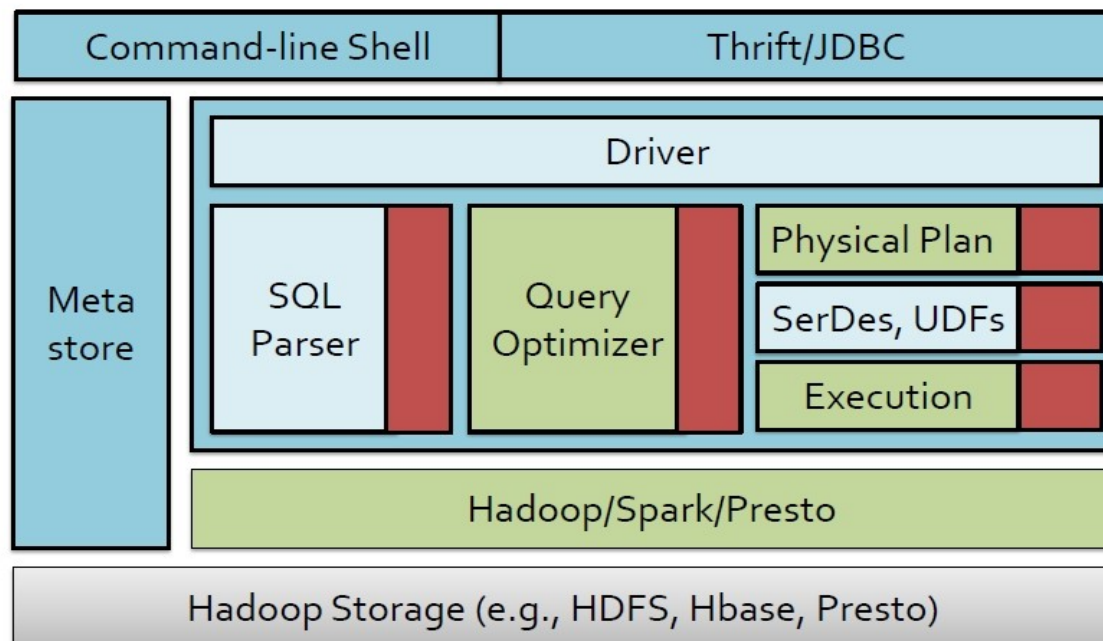 Command-line Shell
Thrift/JDBC
Meta
store
Driver
SQL
Parser
Query
Optimizer
Physical Plan
SerDes, UDFs
Execution
Hadoop/Spark/Presto
Hadoop Storage (e.g., HDFS, Hbase, Presto)